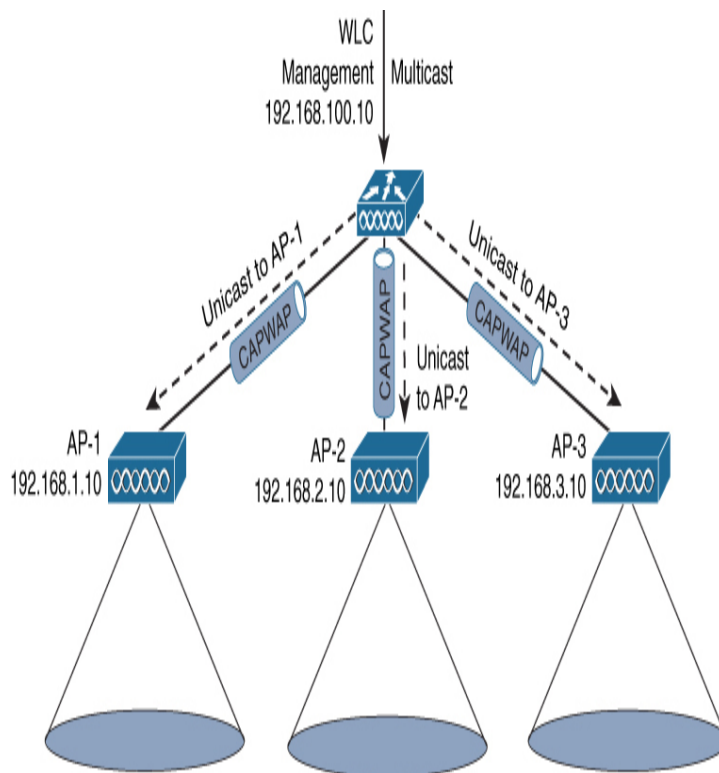 WLC
Management
192.168.100.10
Multicast
Unicast to AP-1
CAPWAP
CAPWAP
Unicast
to AP-2
Unicast to AP-3
CAPWAP
AP-1
192.168.1.10
AP-2
192.168.2.10
AP-3
192.168.3.10